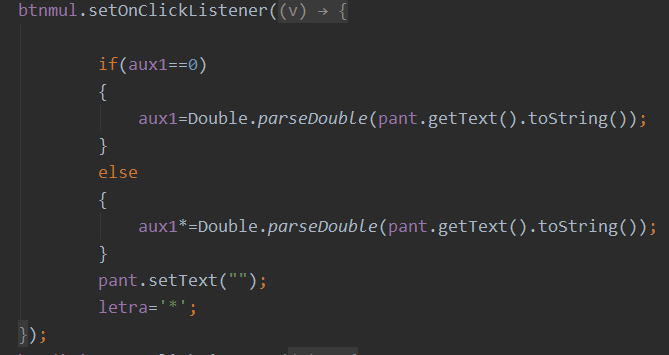 btnmul.setOnClickListener((v) → {
if(aux1==0)
{
aux1=Double.parseDouble(pant.getText().toString());
}
else
{
aux1*=Double.parseDouble(pant.getText().toString());
}
pant.setText("");
letra='*';
});